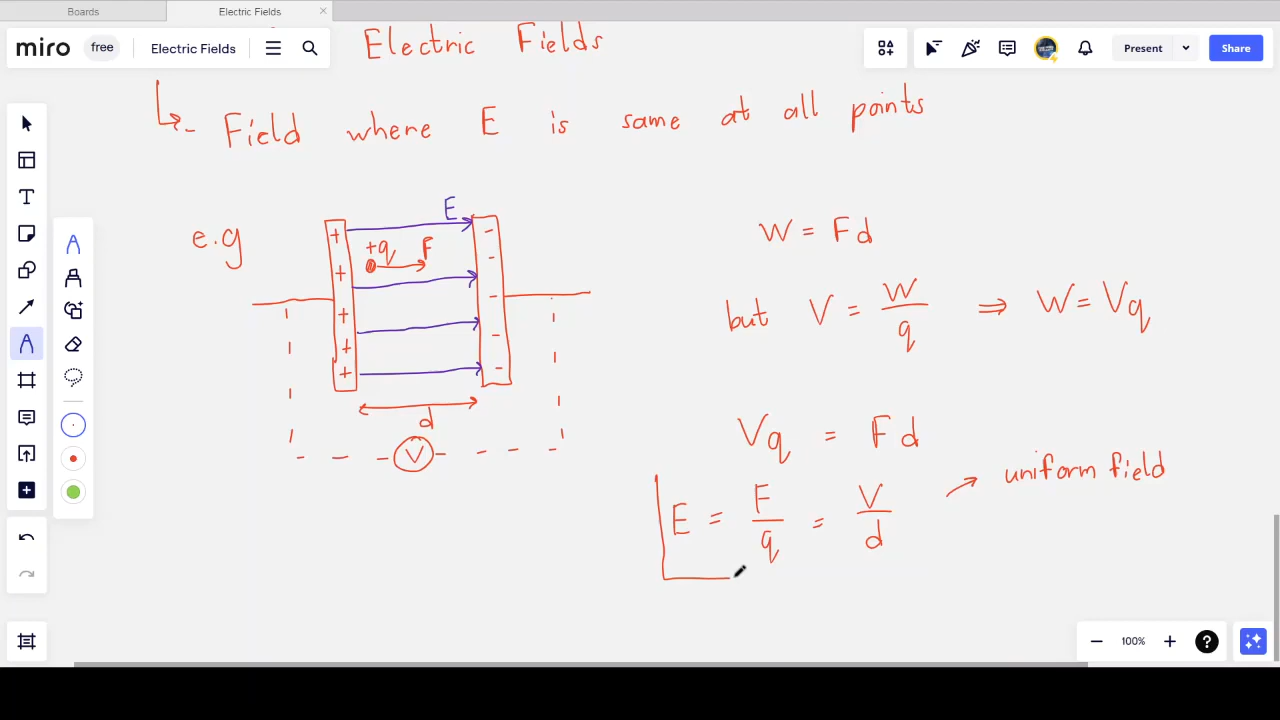 Boards
Electric Fields
miro
free
Electric Fields
Present
Share
Electric Fields
Field where E is same at all points
e.g
E
+q F
+ + + + +
- - - - -
d
V
W = Fd
but V = W/q ⇒ W = Vq
Vq = Fd
E = F/q = V/d → uniform field
100%